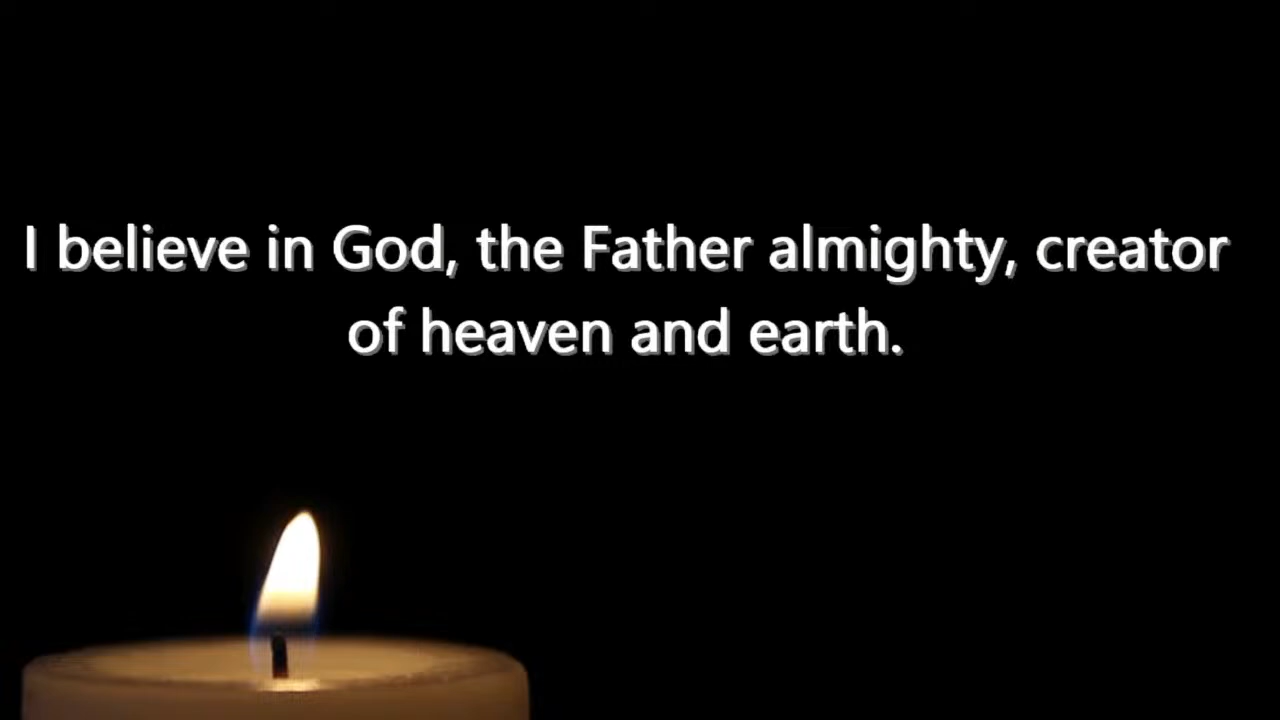 I believe in God, the Father almighty, creator
of heaven and earth.